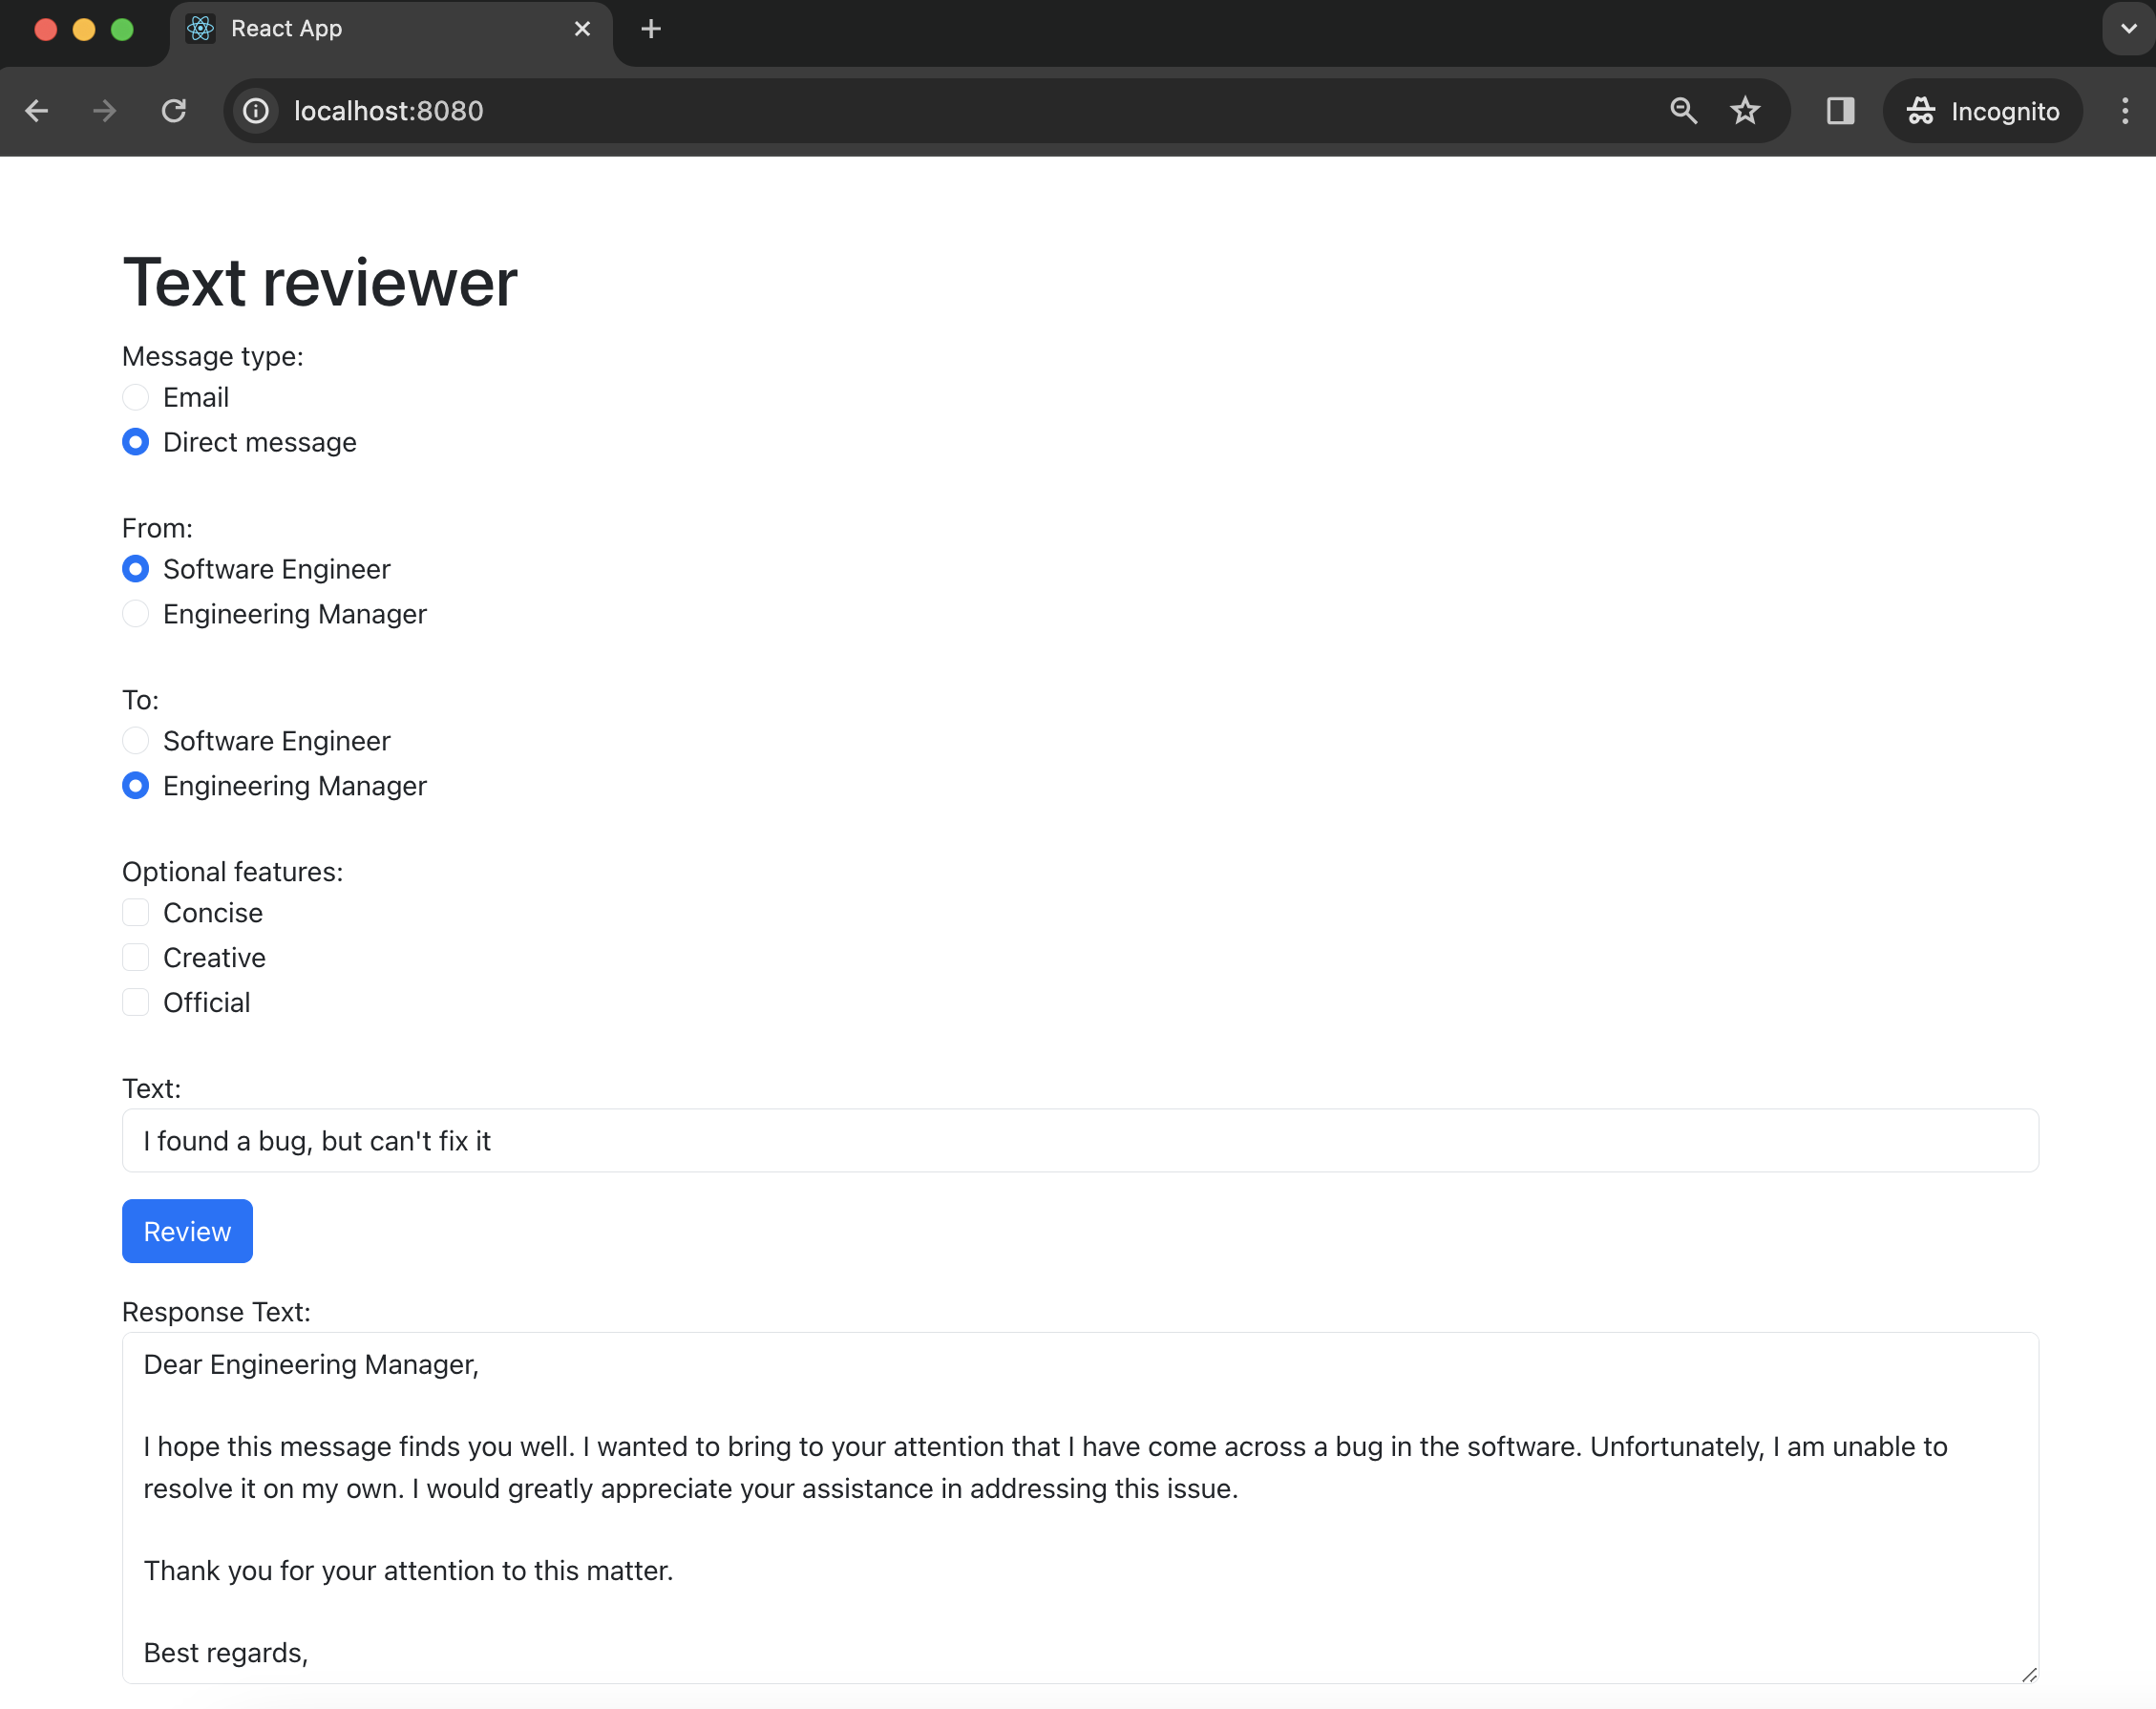 React App
localhost:8080
Incognito
Text reviewer
Message type:
Email
Direct message
From:
Software Engineer
Engineering Manager
To:
Software Engineer
Engineering Manager
Optional features:
Concise
Creative
Official
Text:
I found a bug, but can't fix it
Review
Response Text:
Dear Engineering Manager,
I hope this message finds you well. I wanted to bring to your attention that I have come across a bug in the software. Unfortunately, I am unable to
resolve it on my own. I would greatly appreciate your assistance in addressing this issue.
Thank you for your attention to this matter.
Best regards,